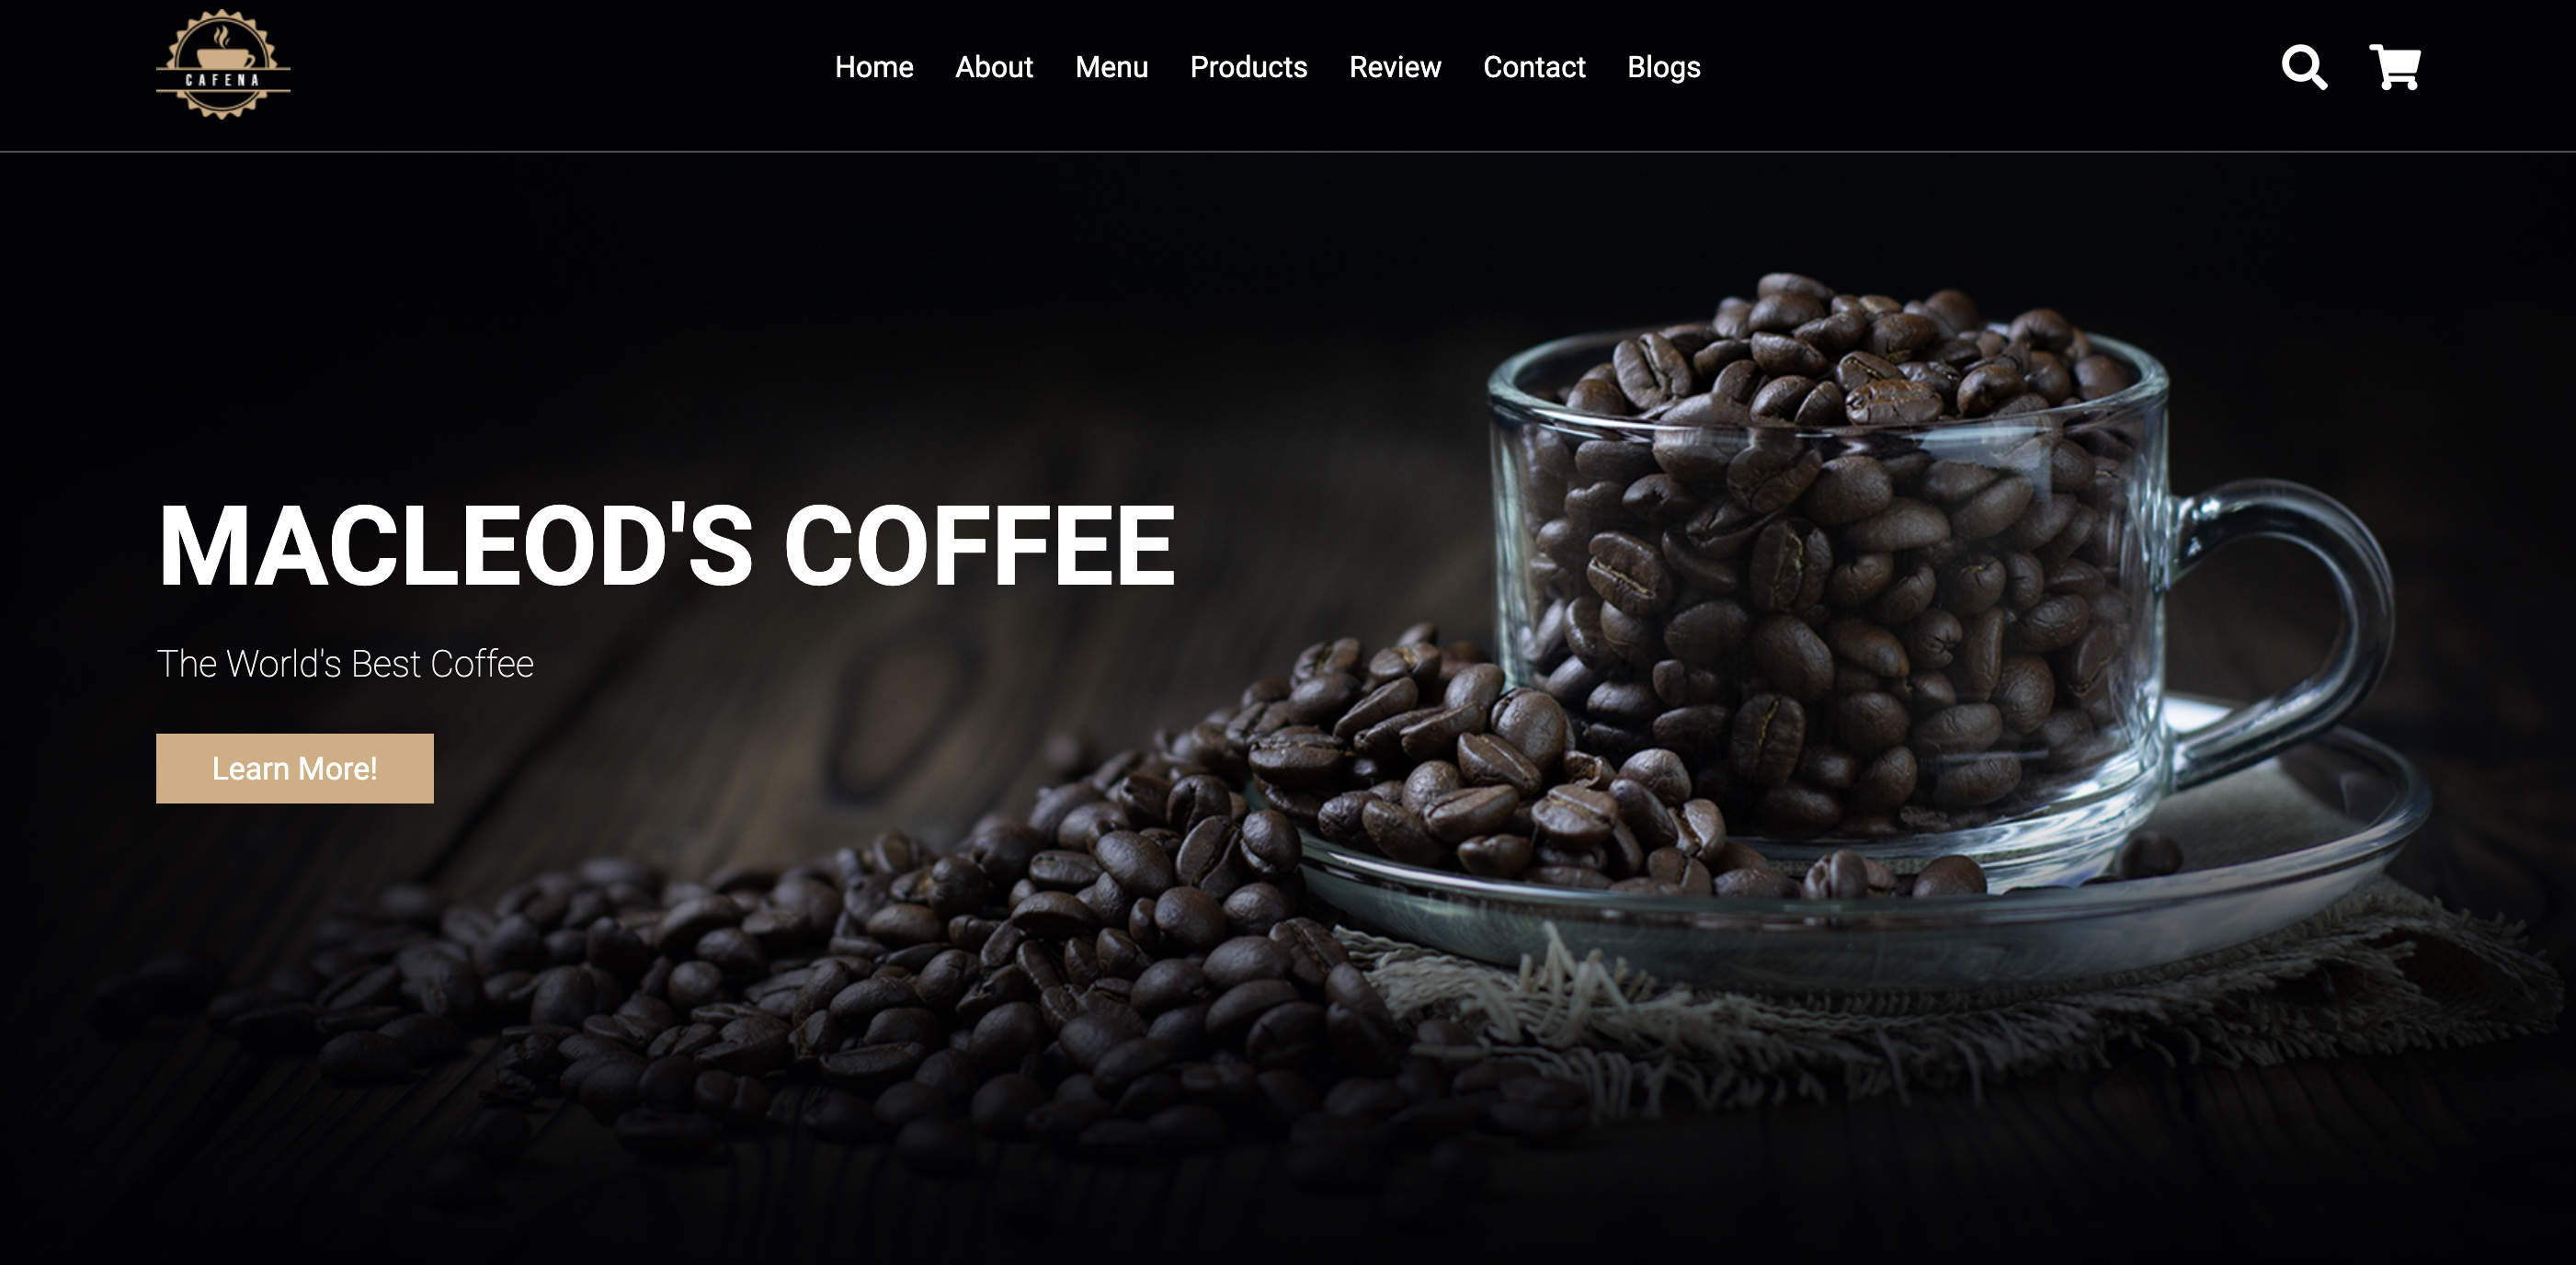 CAFENA
Home About Menu Products Review Contact Blogs
MACLEOD'S COFFEE
The World's Best Coffee
Learn More!